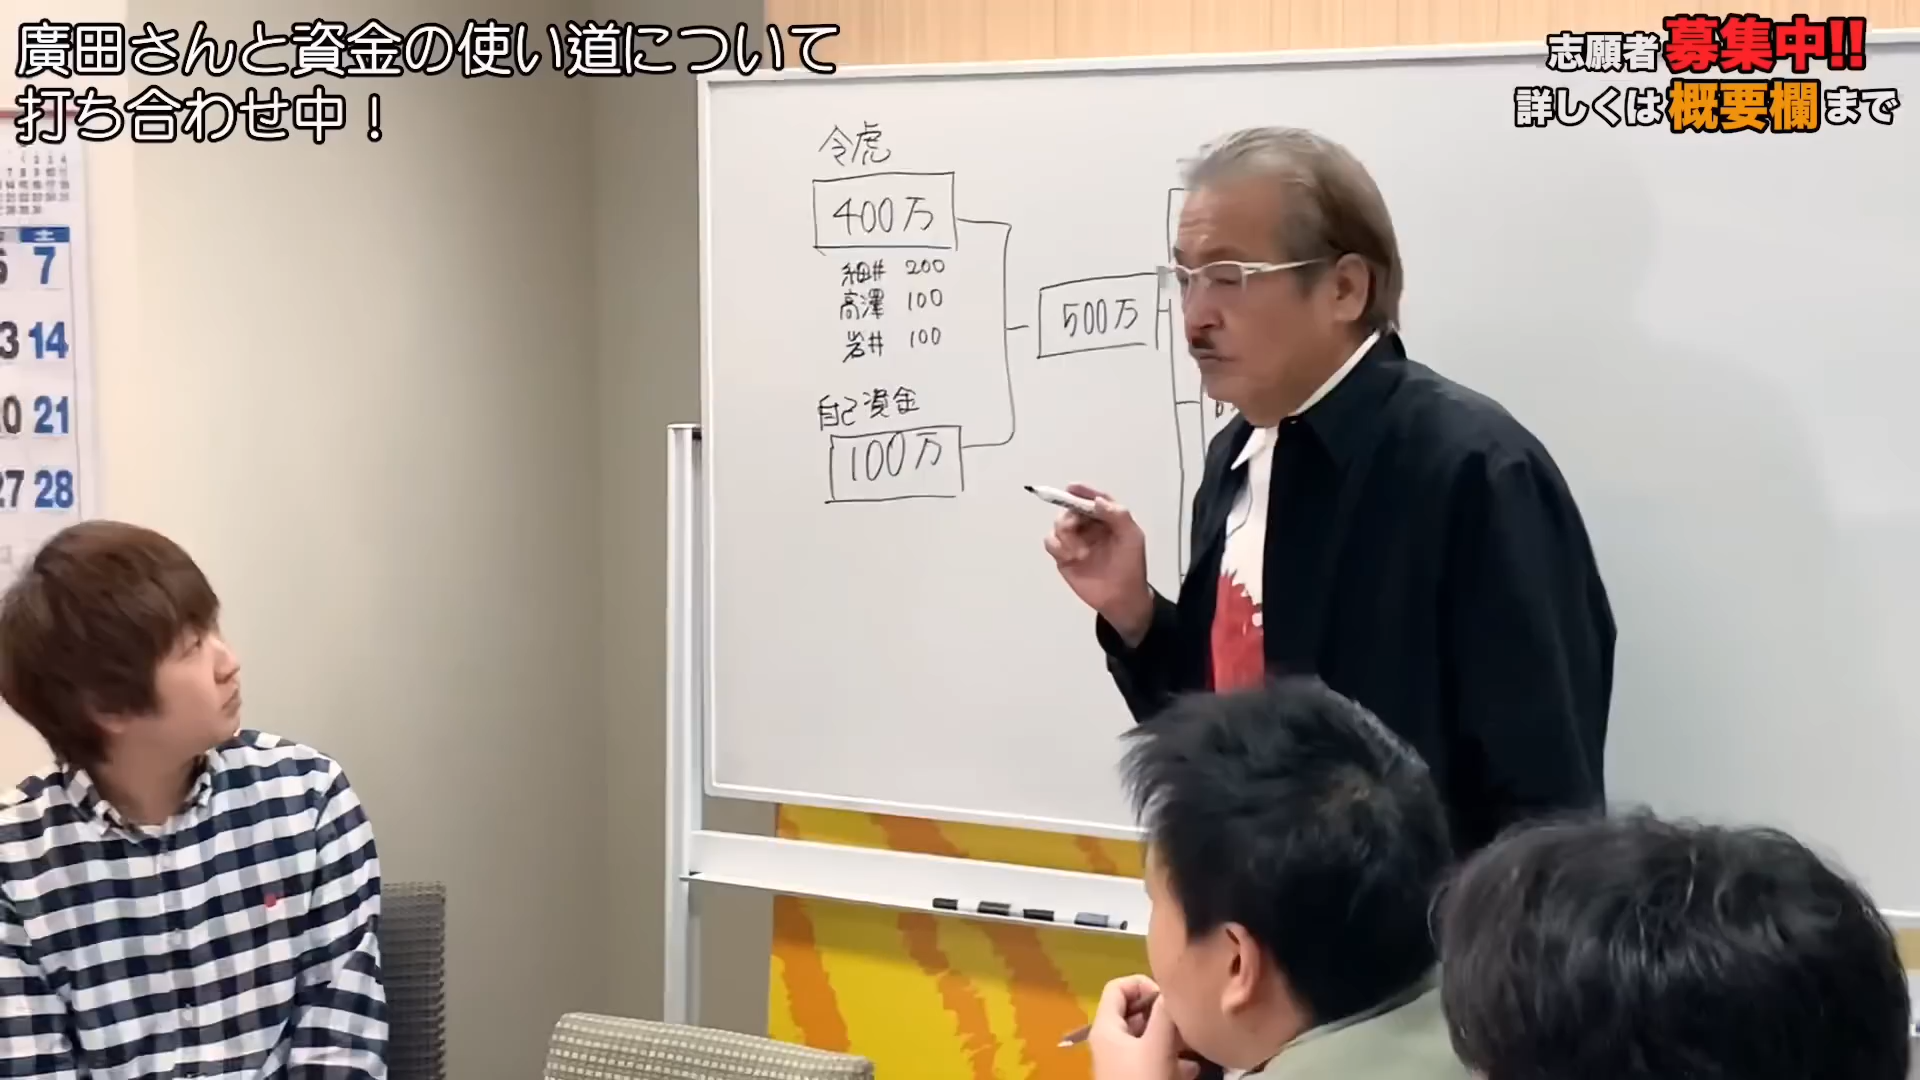 廣田さんと資金の使い道について
打ち合わせ中！
志願者募集中!!
詳しくは概要欄まで
令虎
400万
細井 200
高澤 100
岩井 100
自己資金
100万
500万
土
7
14
21
27 28